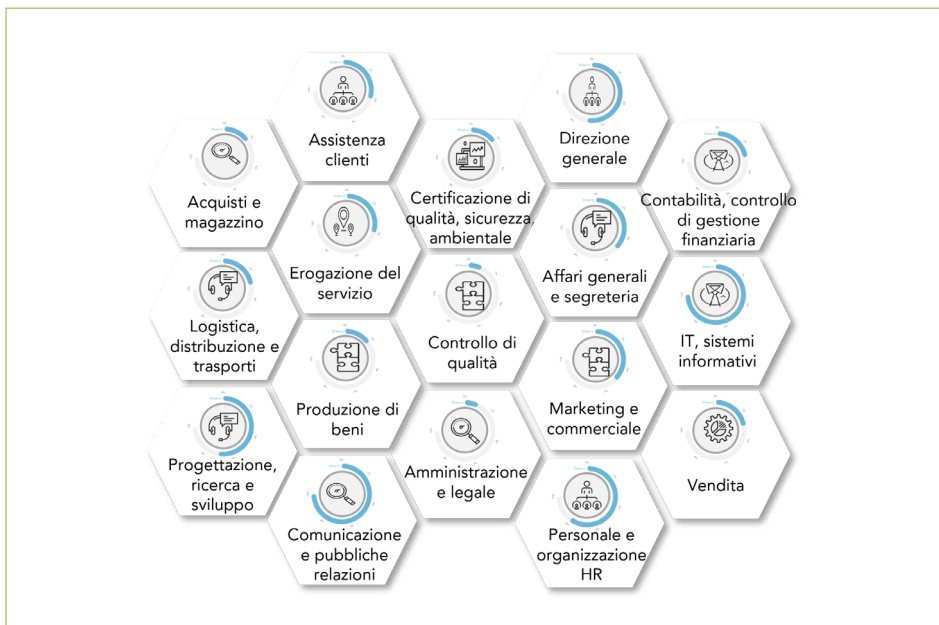 Assistenza
clienti
Direzione
generale
Acquisti e
magazzino
Certificazione di
qualità, sicurezza,
ambientale
Contabilità, controllo
di gestione
finanziaria
Erogazione del
servizio
Affari generali
e segreteria
Logistica,
distribuzione e
trasporti
Controllo di
qualità
IT, sistemi
informativi
Produzione di
beni
Marketing e
commerciale
Progettazione,
ricerca e
sviluppo
Amministrazione
e legale
Vendita
Comunicazione
e pubbliche
relazioni
Personale e
organizzazione
HR